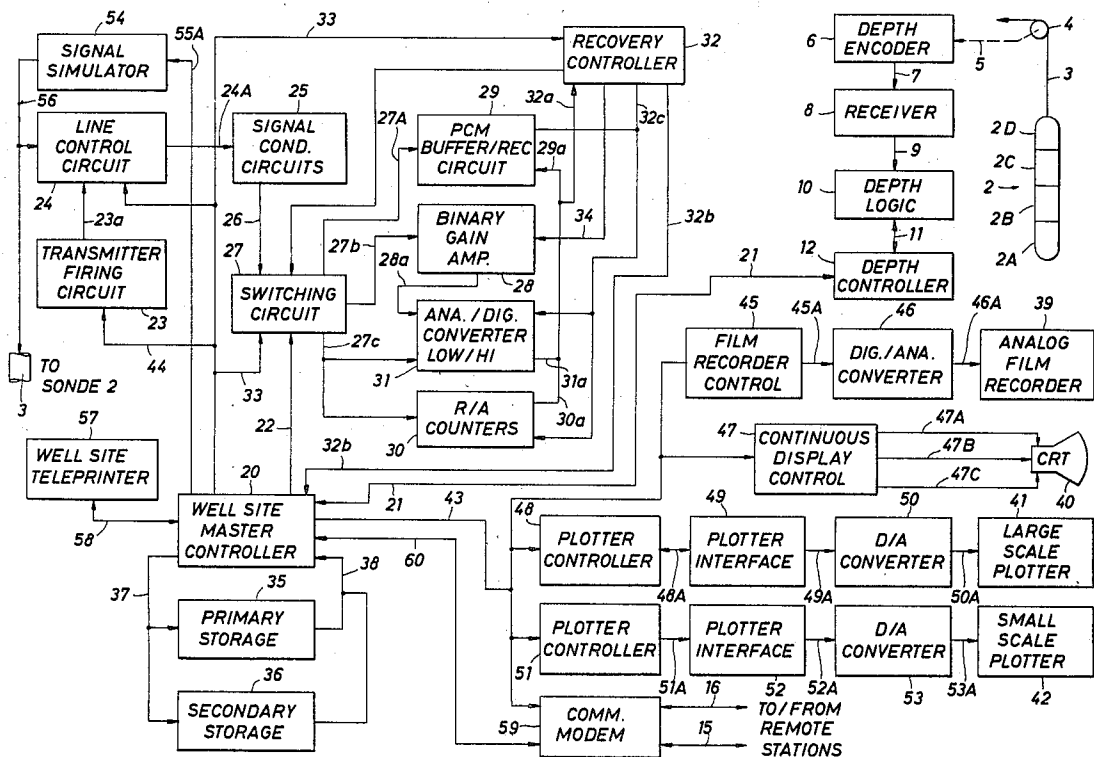 54
SIGNAL
SIMULATOR
55A
56
LINE
CONTROL
CIRCUIT
24
24A
25
SIGNAL
COND.
CIRCUITS
23a
TRANSMITTER
FIRING
CIRCUIT
23
44
TO
SONDE 2
3
26
27
SWITCHING
CIRCUIT
33
22
33
RECOVERY
CONTROLLER
32
32a
32c
27A
29
PCM
BUFFER/REC
CIRCUIT
29a
BINARY
GAIN
AMP.
28
34
27b
28a
32b
ANA./DIG.
CONVERTER
LOW/HI
31
31a
27c
R/A
COUNTERS
30
30a
6
DEPTH
ENCODER
4
5
3
7
8
RECEIVER
9
10
DEPTH
LOGIC
11
12
DEPTH
CONTROLLER
21
2D
2C
2
2B
2A
57
WELL SITE
TELEPRINTER
58
20
WELL SITE
MASTER
CONTROLLER
32b
21
43
60
37
38
35
PRIMARY
STORAGE
36
SECONDARY
STORAGE
45
FILM
RECORDER
CONTROL
45A
46
DIG./ANA.
CONVERTER
46A
39
ANALOG
FILM
RECORDER
47
CONTINUOUS
DISPLAY
CONTROL
47A
47B
47C
CRT
40
48
PLOTTER
CONTROLLER
48A
49
PLOTTER
INTERFACE
49A
50
D/A
CONVERTER
50A
41
LARGE
SCALE
PLOTTER
51
PLOTTER
CONTROLLER
51A
PLOTTER
INTERFACE
52
52A
D/A
CONVERTER
53
53A
SMALL
SCALE
PLOTTER
42
59
COMM.
MODEM
16
15
TO/FROM
REMOTE
STATIONS